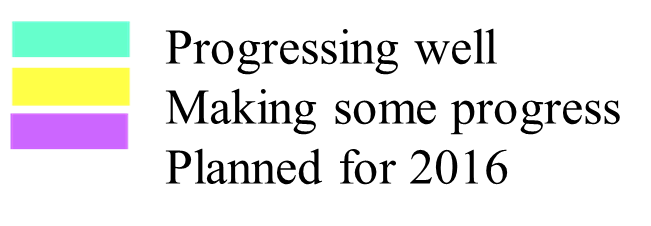 Progressing well
Making some progress
Planned for 2016